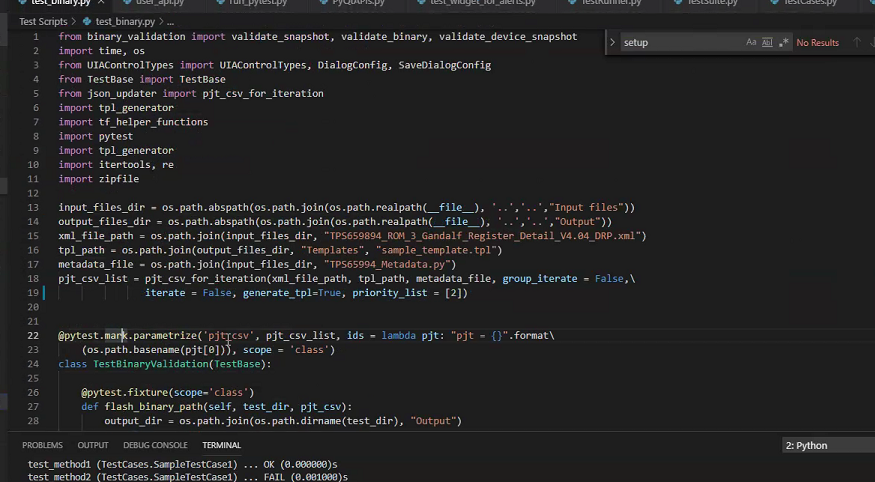 test_binary.py user_api.py run_pytest.py PyQtAPIs.py test_widget_for_alerts.py TestRunner.py TestSuite.py TestCases.py
Test Scripts > test_binary.py > ...
setup
Aa Ab .* No Results
1 from binary_validation import validate_snapshot, validate_binary, validate_device_snapshot
2 import time, os
3 from UIAControlTypes import UIAControlTypes, DialogConfig, SaveDialogConfig
4 from TestBase import TestBase
5 from json_updater import pjt_csv_for_iteration
6 import tpl_generator
7 import tf_helper_functions
8 import pytest
9 import tpl_generator
10 import itertools, re
11 import zipfile
12
13 input_files_dir = os.path.abspath(os.path.join(os.path.realpath(__file__), '..','..',"Input files"))
14 output_files_dir = os.path.abspath(os.path.join(os.path.realpath(__file__), '..','..',"Output"))
15 xml_file_path = os.path.join(input_files_dir, "TPS659894_ROM_3_Gandalf_Register_Detail_V4.04_DRP.xml")
16 tpl_path = os.path.join(output_files_dir, "Templates", "sample_template.tpl")
17 metadata_file = os.path.join(input_files_dir, "TPS65994_Metadata.py")
18 pjt_csv_list = pjt_csv_for_iteration(xml_file_path, tpl_path, metadata_file, group_iterate = False,\
19 iterate = False, generate_tpl=True, priority_list = [2])
20
21
22 @pytest.mark.parametrize('pjt_csv', pjt_csv_list, ids = lambda pjt: "pjt = {}".format\
23 (os.path.basename(pjt[0])), scope = 'class')
24 class TestBinaryValidation(TestBase):
25
26 @pytest.fixture(scope='class')
27 def flash_binary_path(self, test_dir, pjt_csv):
28 output_dir = os.path.join(os.path.dirname(test_dir), "Output")
PROBLEMS OUTPUT DEBUG CONSOLE TERMINAL 2: Python
test_method1 (TestCases.SampleTestCase1) ... OK (0.000000)s
test_method2 (TestCases.SampleTestCase1) ... FAIL (0.001000)s